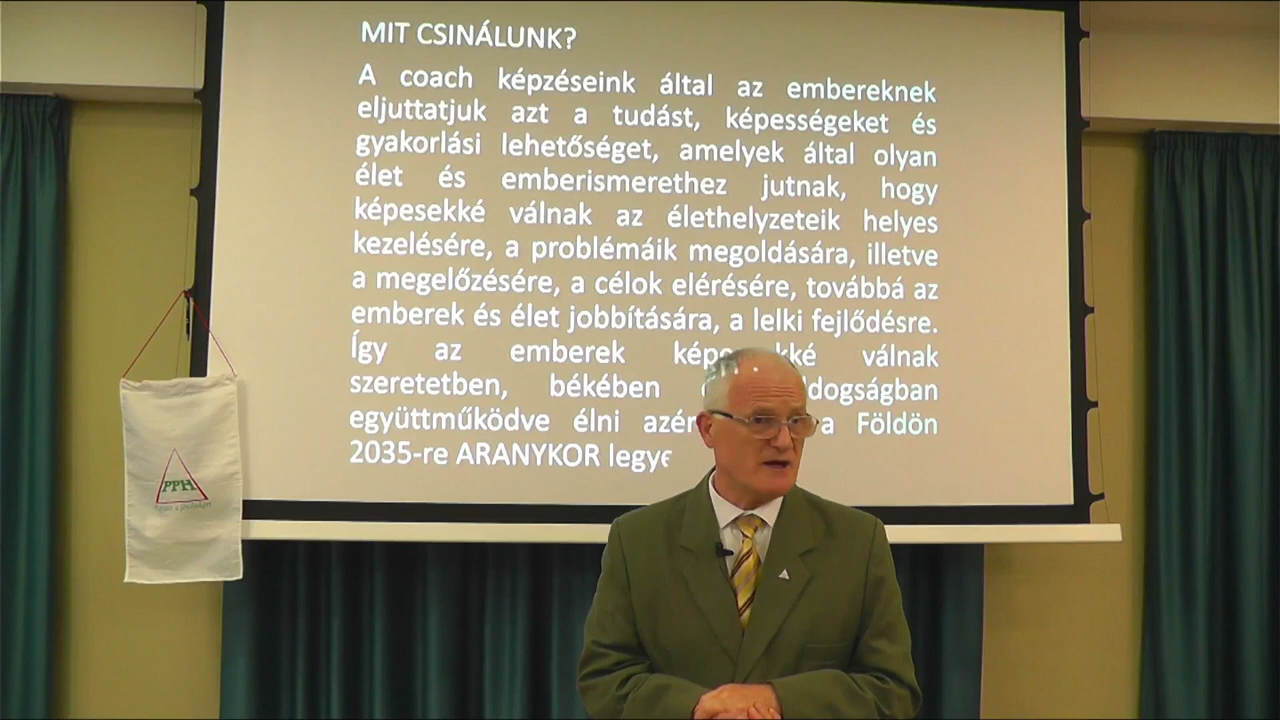 MIT CSINÁLUNK?
A coach képzéseink által az embereknek
eljuttatjuk azt a tudást, képességeket és
gyakorlási lehetőséget, amelyek által olyan
élet és emberismerethez jutnak, hogy
képesekké válnak az élethelyzeteik helyes
kezelésére, a problémáik megoldására, illetve
a megelőzésére, a célok elérésére, továbbá az
emberek és élet jobbítására, a lelki fejlődésre.
Így az emberek válnak
szeretetben, békében
együttműködve élni a Földön
2035-re ARANYKOR
PPH